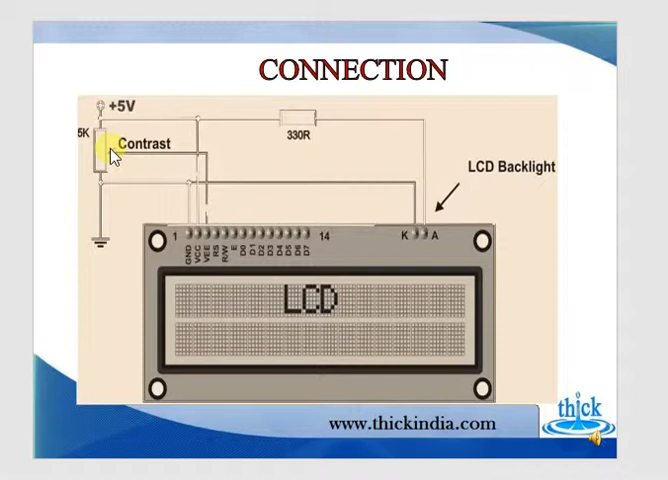 CONNECTION
+5V
5K
Contrast
330R
LCD Backlight
1
14
K
A
GND
VCC
VEE
RS
R/W
E
D0
D1
D2
D3
D4
D5
D6
D7
LCD
www.thickindia.com
thick